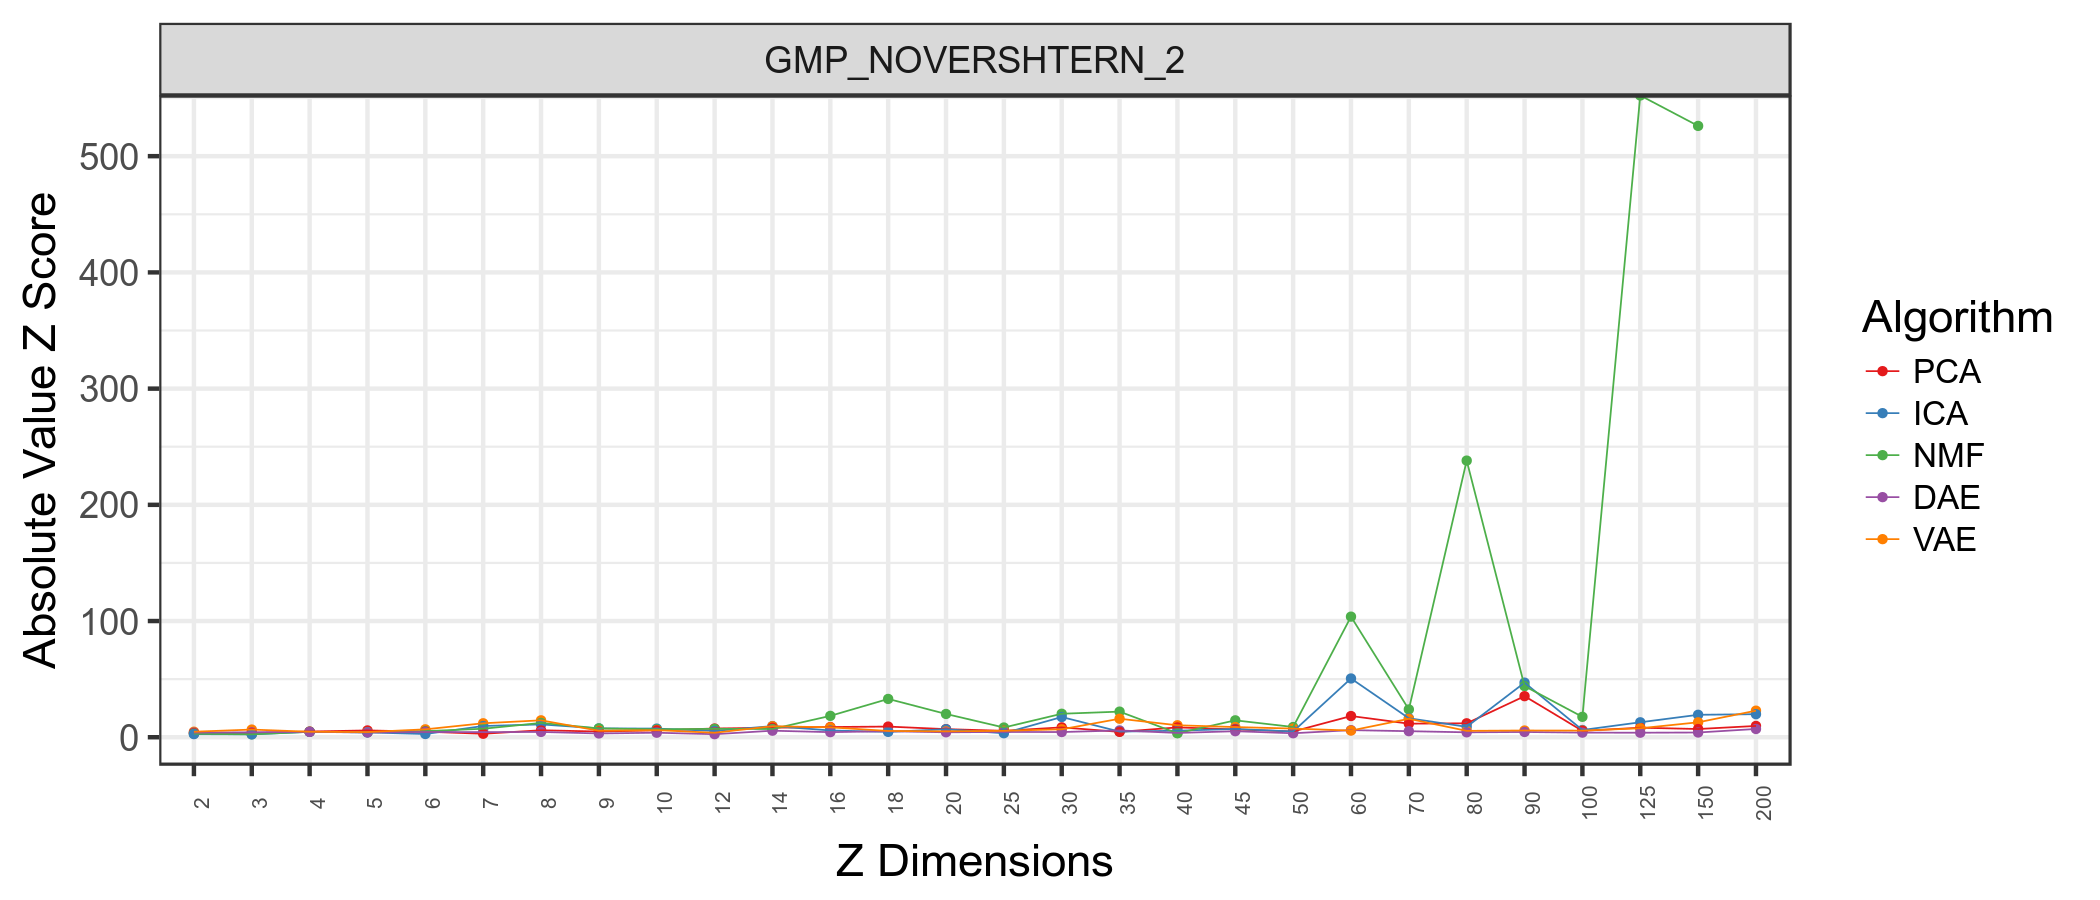 GMP_NOVERSHTERN_2
Absolute Value Z Score
500
400
300
200
100
0
2 3 4 5 6 7 8 9 10 12 14 16 18 20 25 30 35 40 45 50 60 70 80 90 100 125 150 200
Z Dimensions
Algorithm
PCA
ICA
NMF
DAE
VAE